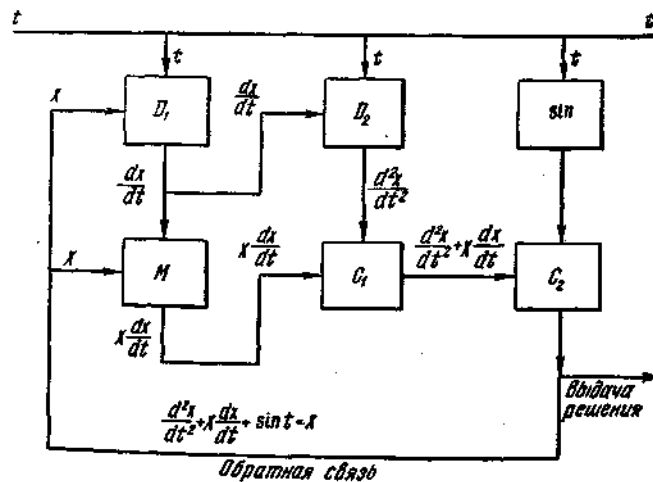 t t
t t t
x D₁ dx/dt D₂ sin
dx/dt d²x/dt²
x M x dx/dt C₁ d²x/dt² + x dx/dt C₂
x dx/dt
Выдача
решения
d²x/dt² + x dx/dt + sin t = x
Обратная связь